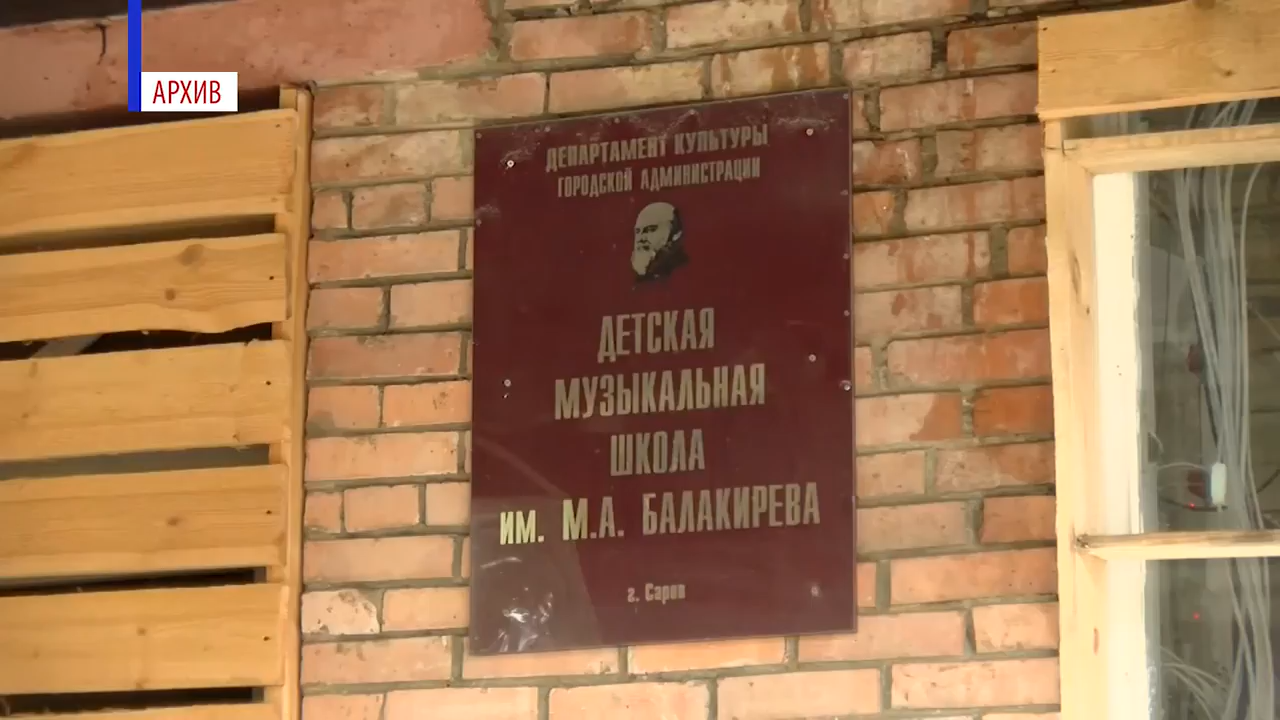 АРХИВ
ДЕПАРТАМЕНТ КУЛЬТУРЫ
ГОРОДСКОЙ АДМИНИСТРАЦИИ
ДЕТСКАЯ
МУЗЫКАЛЬНАЯ
ШКОЛА
ИМ. М.А. БАЛАКИРЕВА
г. Саров